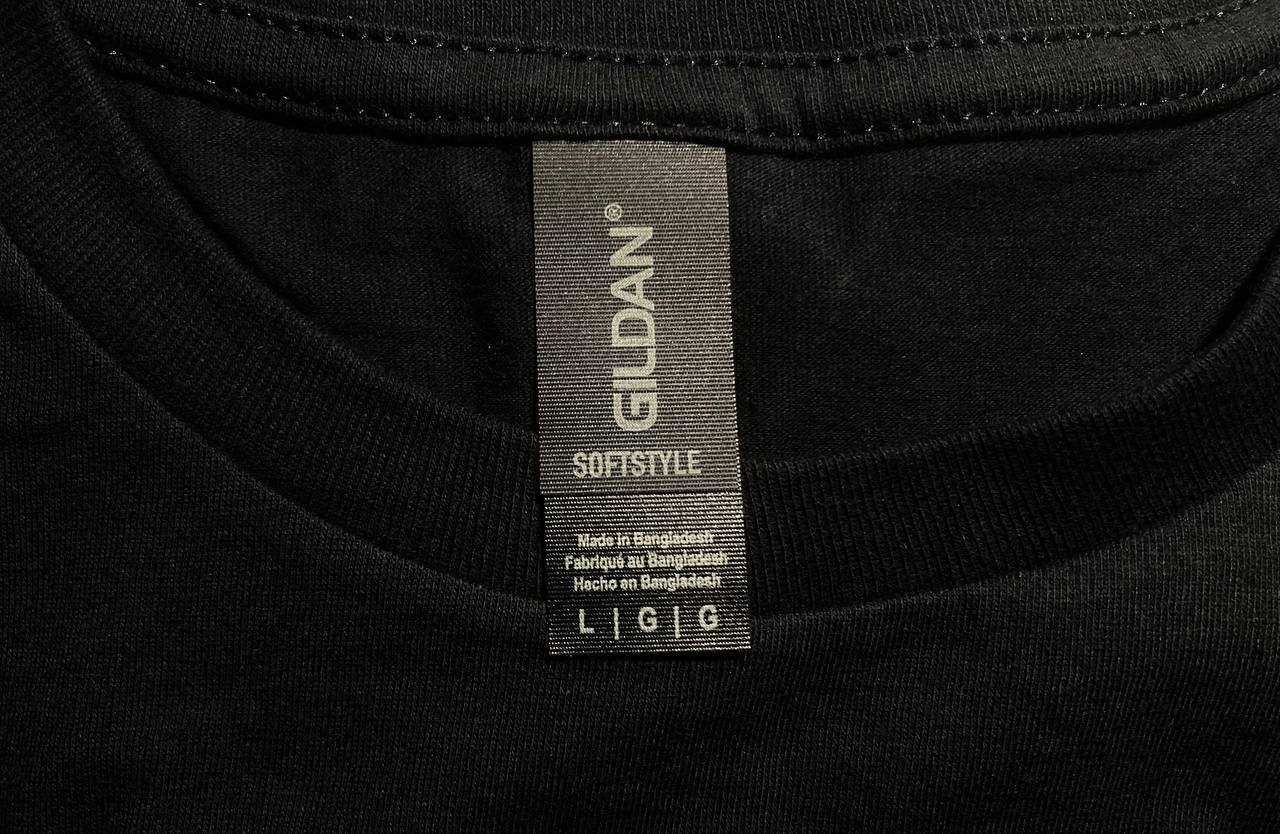 GILDAN®
SOFTSTYLE
Made in Bangladesh
Fabriqué au Bangladesh
Hecho en Bangladesh
L | G | G